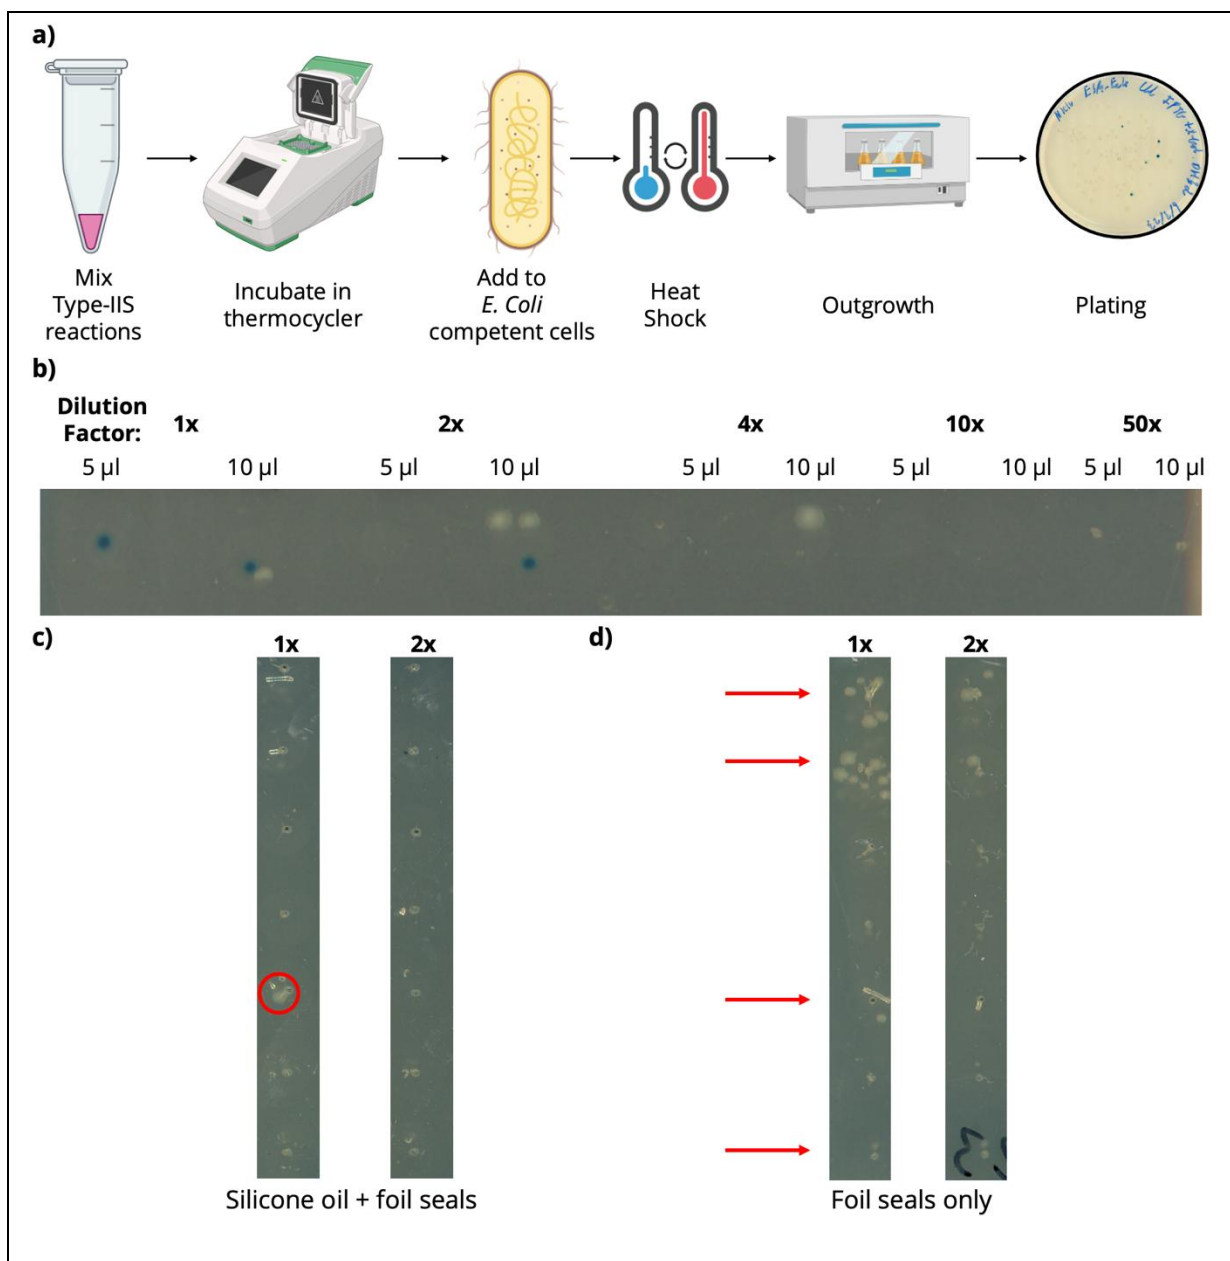 a)
Mix
Type-IIS
reactions
Incubate in
thermocycler
Add to
E. Coli
competent cells
Heat
Shock
Outgrowth
Plating
b)
Dilution
Factor:
1x 2x 4x 10x 50x
5 µl 10 µl 5 µl 10 µl 5 µl 10 µl 5 µl 10 µl 5 µl 10 µl
c)
1x 2x
Silicone oil + foil seals
d)
1x 2x
Foil seals only